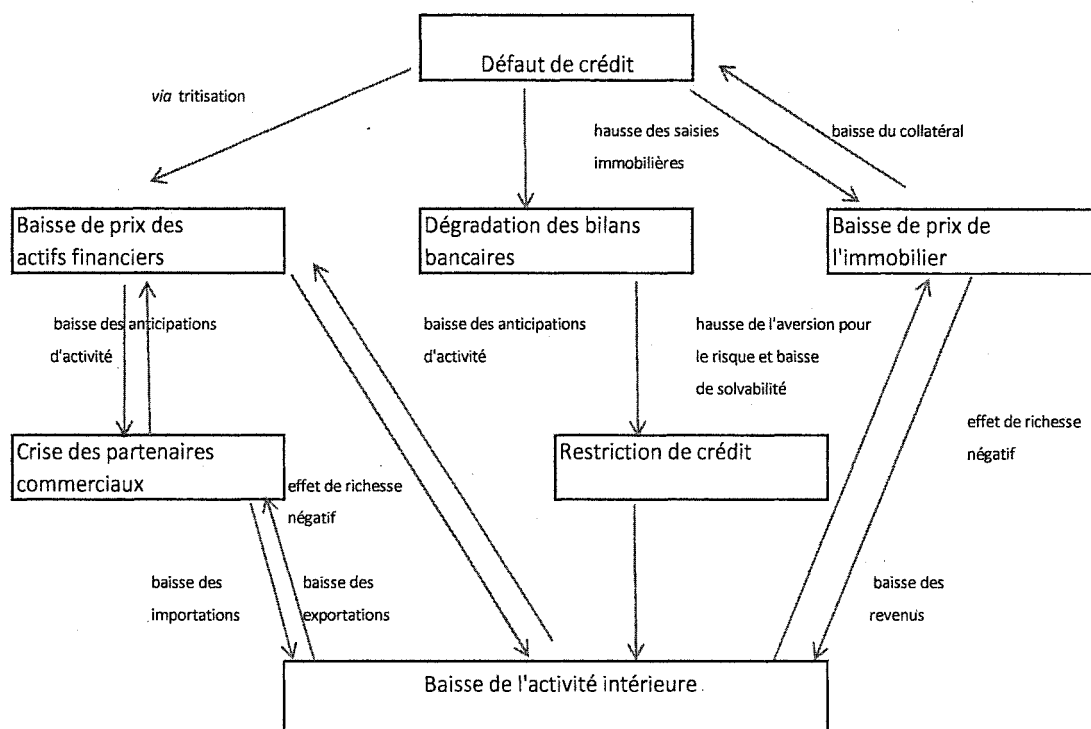 Défaut de crédit
via tritisation
hausse des saisies
immobilières
baisse du collatéral
Baisse de prix des
actifs financiers
Dégradation des bilans
bancaires
Baisse de prix de
l'immobilier
baisse des anticipations
d'activité
baisse des anticipations
d'activité
hausse de l'aversion pour
le risque et baisse
de solvabilité
effet de richesse
négatif
Crise des partenaires
commerciaux
effet de richesse
négatif
Restriction de crédit
baisse des
importations
baisse des
exportations
baisse des
revenus
Baisse de l'activité intérieure